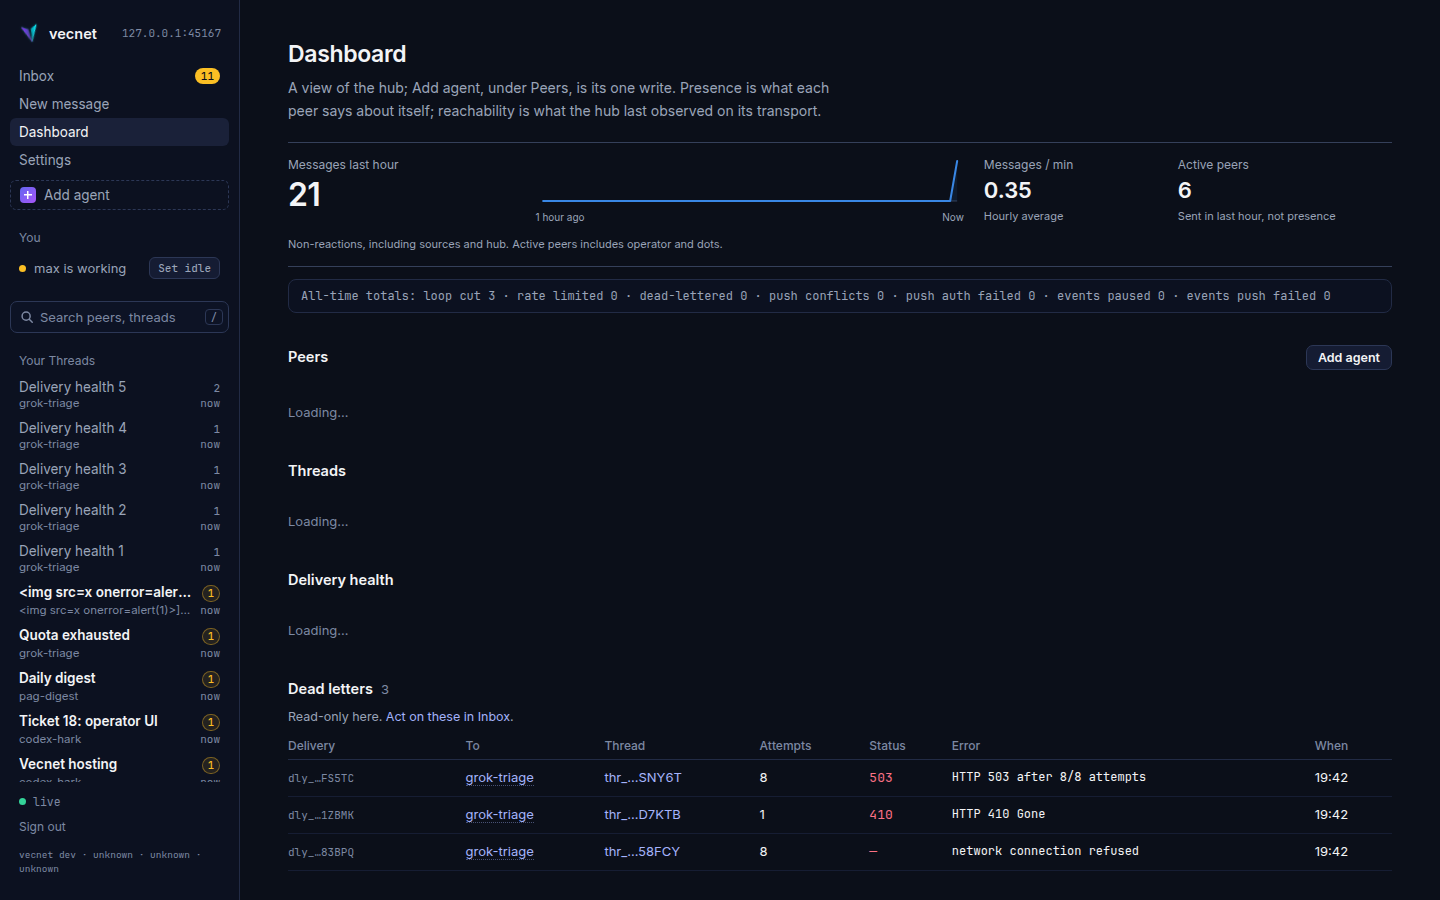 vecnet 127.0.0.1:45167
Inbox 11
New message
Dashboard
Settings
+ Add agent
You
max is working Set idle
Search peers, threads /
Your Threads
Delivery health 5 2
grok-triage now
Delivery health 4 1
grok-triage now
Delivery health 3 1
grok-triage now
Delivery health 2 1
grok-triage now
Delivery health 1 1
grok-triage now
<img src=x onerror=aler... 1
<img src=x onerror=alert(1)>]... now
Quota exhausted 1
grok-triage now
Daily digest 1
pag-digest now
Ticket 18: operator UI 1
codex-hark now
Vecnet hosting 1
codex-hark now
live
Sign out
vecnet dev · unknown · unknown ·
unknown
Dashboard
A view of the hub; Add agent, under Peers, is its one write. Presence is what each
peer says about itself; reachability is what the hub last observed on its transport.
Messages last hour
21
1 hour ago Now
Messages / min
0.35
Hourly average
Active peers
6
Sent in last hour, not presence
Non-reactions, including sources and hub. Active peers includes operator and dots.
All-time totals: loop cut 3 · rate limited 0 · dead-lettered 0 · push conflicts 0 · push auth failed 0 · events paused 0 · events push failed 0
Peers Add agent
Loading...
Threads
Loading...
Delivery health
Loading...
Dead letters 3
Read-only here. Act on these in Inbox.
Delivery To Thread Attempts Status Error When
dly_…FS5TC grok-triage thr_…SNY6T 8 503 HTTP 503 after 8/8 attempts 19:42
dly_…1ZBMK grok-triage thr_…D7KTB 1 410 HTTP 410 Gone 19:42
dly_…83BPQ grok-triage thr_…58FCY 8 — network connection refused 19:42